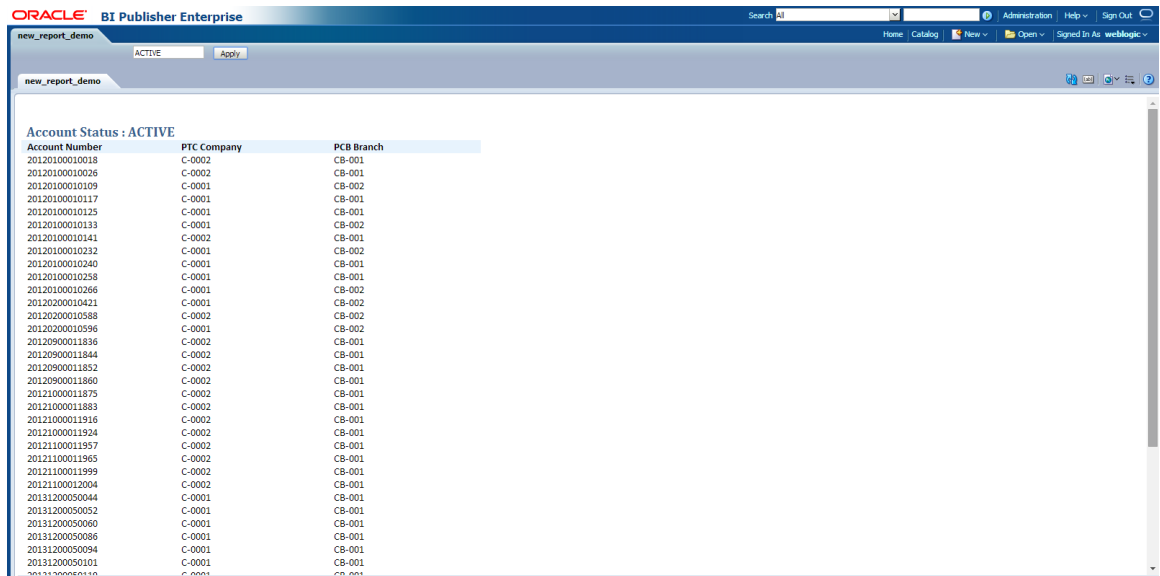 ORACLE BI Publisher Enterprise Search All Administration Help Sign Out
new_report_demo Home Catalog New Open Signed In As weblogic
ACTIVE Apply
new_report_demo
Account Status : ACTIVE
Account Number PTC Company PCB Branch
20120100010018 C-0002 CB-001
20120100010026 C-0002 CB-001
20120100010109 C-0001 CB-002
20120100010117 C-0001 CB-001
20120100010125 C-0001 CB-001
20120100010133 C-0001 CB-002
20120100010141 C-0002 CB-001
20120100010232 C-0001 CB-002
20120100010240 C-0001 CB-001
20120100010258 C-0001 CB-001
20120100010266 C-0001 CB-002
20120200010421 C-0001 CB-002
20120200010588 C-0002 CB-002
20120200010596 C-0001 CB-002
20120900011836 C-0002 CB-001
20120900011844 C-0002 CB-001
20120900011852 C-0002 CB-001
20120900011860 C-0002 CB-001
20121000011875 C-0002 CB-001
20121000011883 C-0002 CB-001
20121000011916 C-0002 CB-001
20121000011924 C-0002 CB-001
20121100011957 C-0002 CB-001
20121100011965 C-0002 CB-001
20121100011999 C-0002 CB-001
20121100012004 C-0002 CB-001
20131200050044 C-0001 CB-001
20131200050052 C-0001 CB-001
20131200050060 C-0001 CB-001
20131200050086 C-0001 CB-001
20131200050094 C-0001 CB-001
20131200050101 C-0001 CB-001